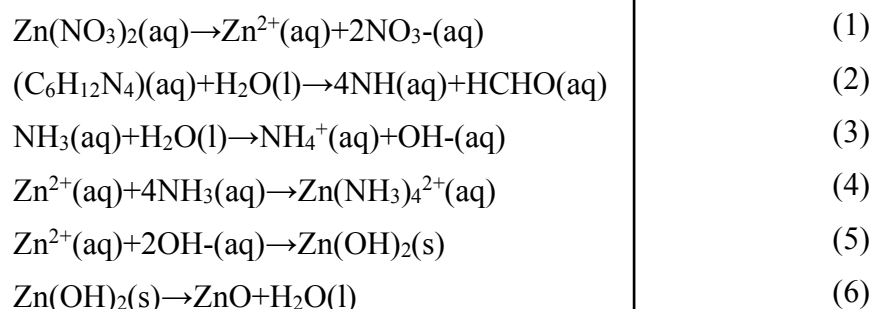 Zn(NO₃)₂(aq)→Zn²⁺(aq)+2NO₃-(aq) (1)
(C₆H₁₂N₄)(aq)+H₂O(l)→4NH(aq)+HCHO(aq) (2)
NH₃(aq)+H₂O(l)→NH₄⁺(aq)+OH-(aq) (3)
Zn²⁺(aq)+4NH₃(aq)→Zn(NH₃)₄²⁺(aq) (4)
Zn²⁺(aq)+2OH-(aq)→Zn(OH)₂(s) (5)
Zn(OH)₂(s)→ZnO+H₂O(l) (6)